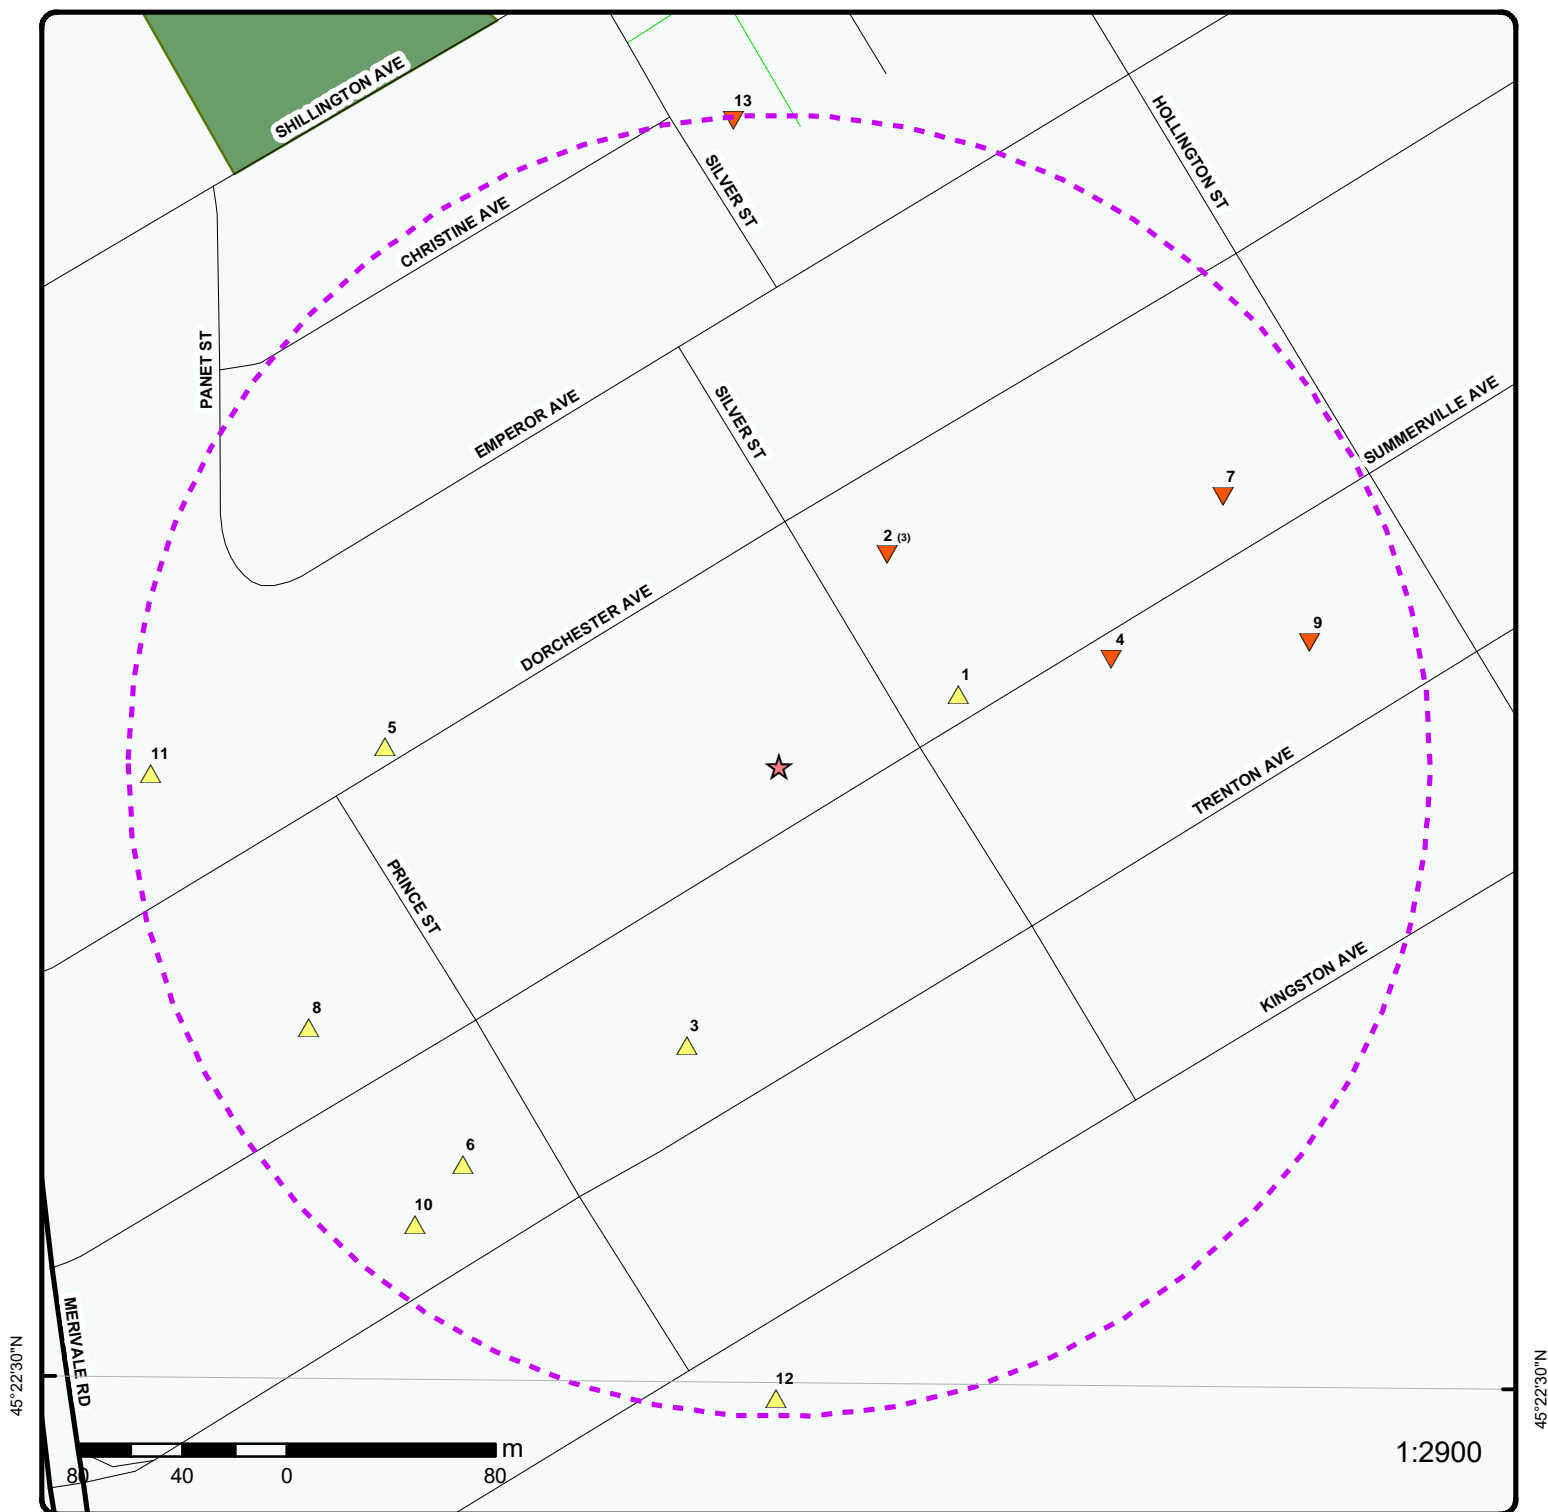 SHILLINGTON AVE
13
HOLLINGTON ST
SILVER ST
CHRISTINE AVE
PANET ST
EMPEROR AVE
SILVER ST
SUMMERVILLE AVE
7
2 (3)
DORCHESTER AVE
9
4
1
5
11
TRENTON AVE
PRINCE ST
KINGSTON AVE
8
3
6
10
MERIVALE RD
12
45°22'30"N
45°22'30"N
m
80 40 0 80
1:2900